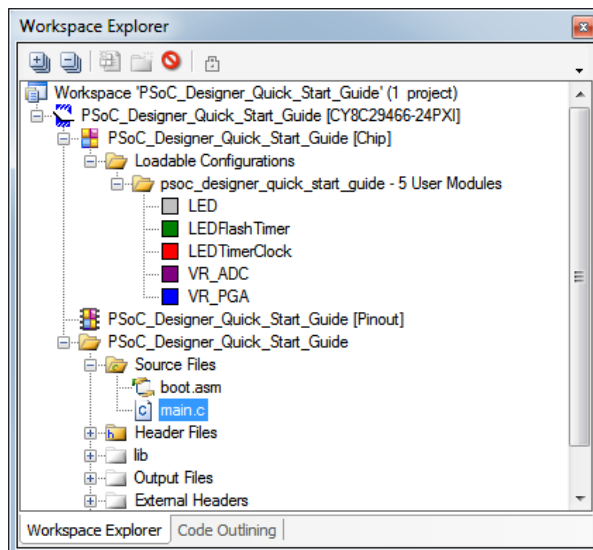 Workspace Explorer
Workspace 'PSoC_Designer_Quick_Start_Guide' (1 project)
PSoC_Designer_Quick_Start_Guide [CY8C29466-24PXI]
PSoC_Designer_Quick_Start_Guide [Chip]
Loadable Configurations
psoc_designer_quick_start_guide - 5 User Modules
LED
LEDFlashTimer
LEDTimerClock
VR_ADC
VR_PGA
PSoC_Designer_Quick_Start_Guide [Pinout]
PSoC_Designer_Quick_Start_Guide
Source Files
boot.asm
main.c
Header Files
lib
Output Files
External Headers
Workspace Explorer Code Outlining